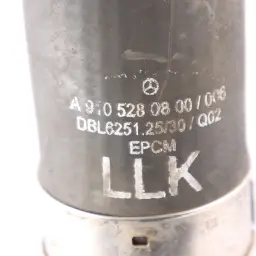 A 910 528 08 00 / 006
DBL6251.25/30 / Q02
EPCM
LLK